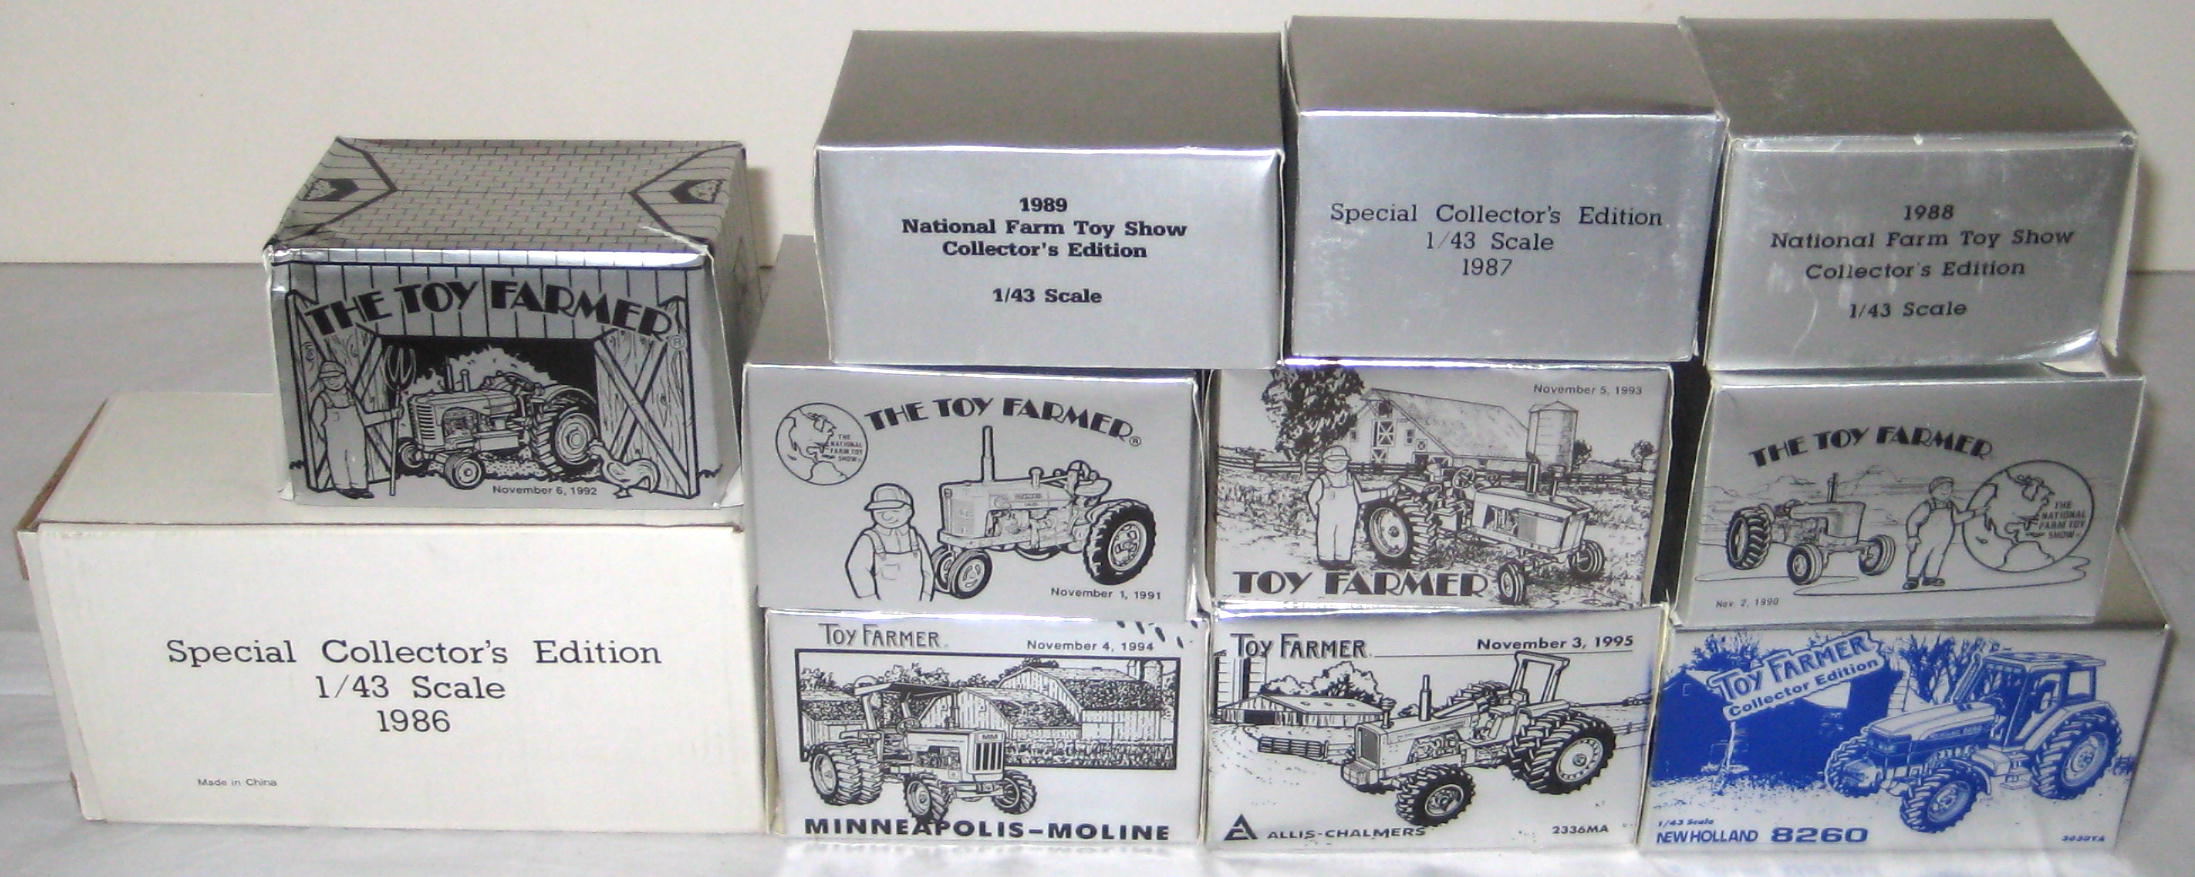 1989
National Farm Toy Show
Collector's Edition
1/43 Scale
Special Collector's Edition
1/43 Scale
1987
1988
National Farm Toy Show
Collector's Edition
1/43 Scale
THE TOY FARMER®
November 6, 1992
THE TOY FARMER®
THE
NATIONAL
FARM TOY
SHOW
November 1, 1991
November 5, 1993
TOY FARMER
THE TOY FARMER
THE
NATIONAL
FARM TOY
SHOW
Nov. 2, 1990
Special Collector's Edition
1/43 Scale
1986
Made in China
TOY FARMER
November 4, 1994
MM
MINNEAPOLIS-MOLINE
TOY FARMER
November 3, 1995
ALLIS-CHALMERS
2336MA
TOY FARMER
Collector Edition
1/43 Scale
NEW HOLLAND 8260